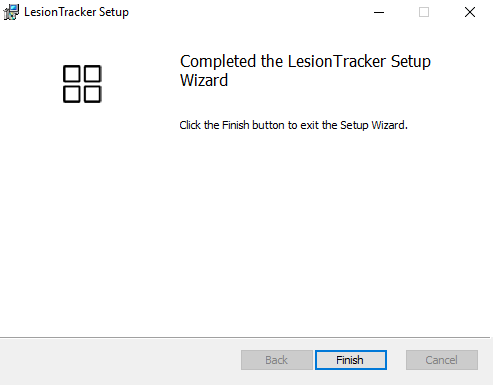 LesionTracker Setup
Completed the LesionTracker Setup
Wizard
Click the Finish button to exit the Setup Wizard.
Back
Finish
Cancel